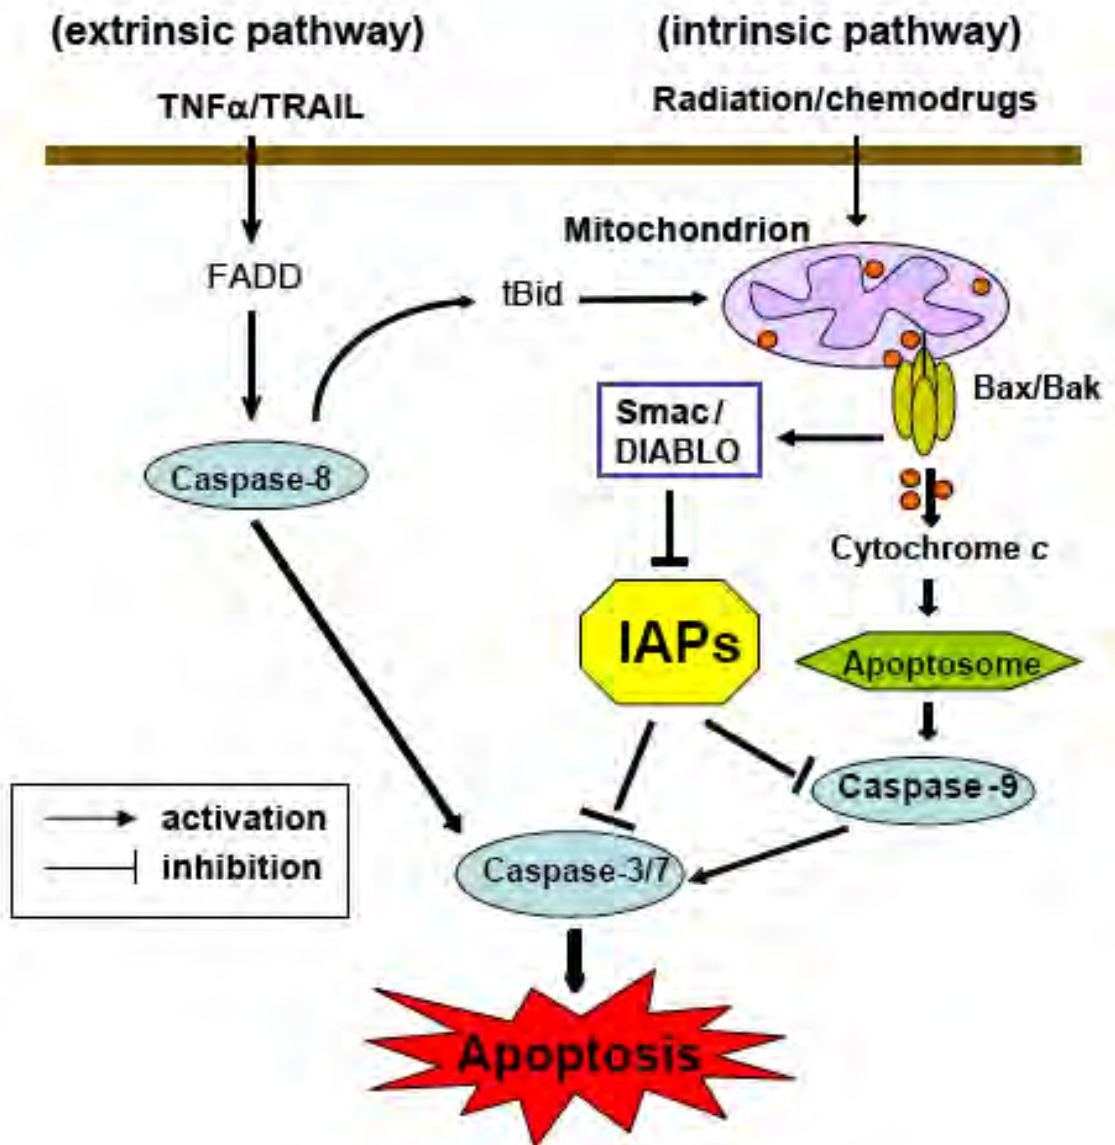 (extrinsic pathway)
(intrinsic pathway)
TNFα/TRAIL
Radiation/chemodrugs
Mitochondrion
FADD
tBid
Bax/Bak
Smac/
DIABLO
Caspase-8
Cytochrome c
IAPs
Apoptosome
Caspase-9
activation
inhibition
Caspase-3/7
Apoptosis